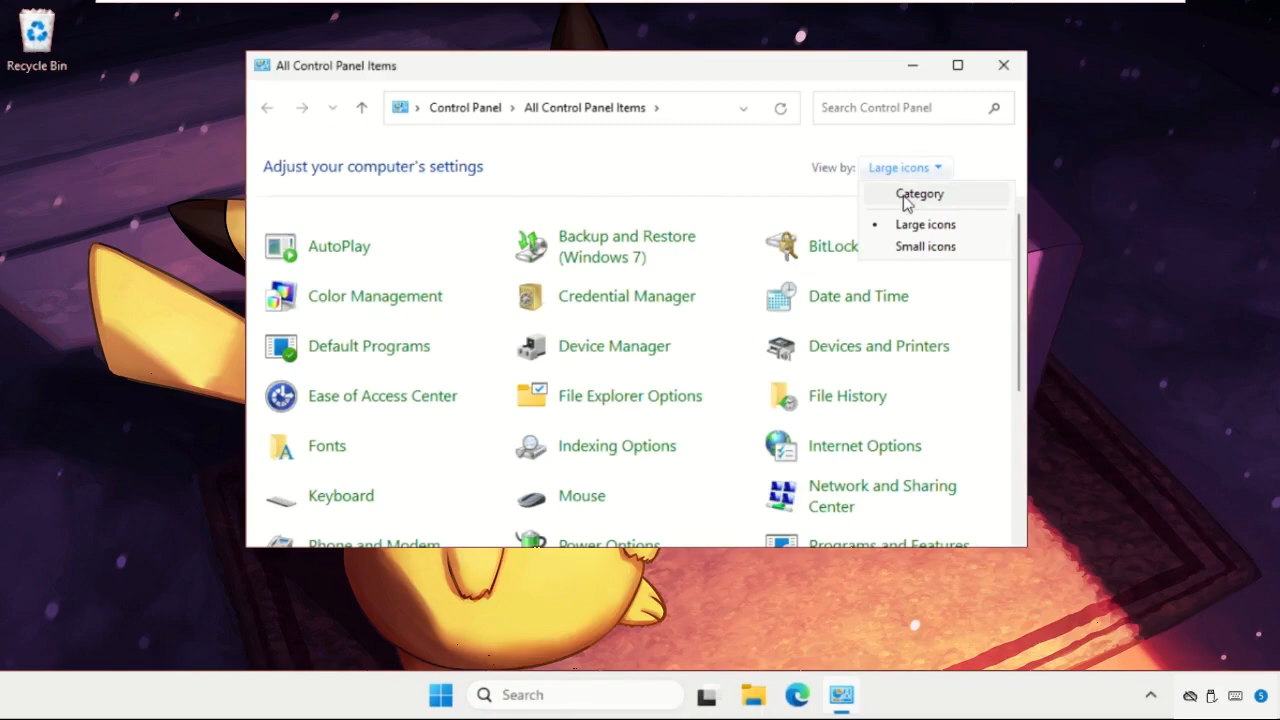 Recycle Bin
All Control Panel Items
Control Panel
All Control Panel Items
Search Control Panel
Adjust your computer's settings
View by:
Large icons
Category
Large icons
Small icons
AutoPlay
Backup and Restore
(Windows 7)
BitLock
Color Management
Credential Manager
Date and Time
Default Programs
Device Manager
Devices and Printers
Ease of Access Center
File Explorer Options
File History
Fonts
Indexing Options
Internet Options
Keyboard
Mouse
Network and Sharing
Center
Phone and Modem
Power Options
Programs and Features
Search
5